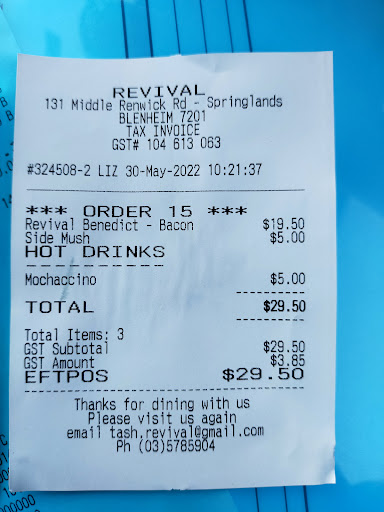 REVIVAL
131 Middle Renwick Rd - Springlands
BLENHEIM 7201
TAX INVOICE
GST# 104 613 063
#324508-2 LIZ 30-May-2022 10:21:37
*** ORDER 15 ***
Revival Benedict - Bacon $19.50
Side Mush $5.00
HOT DRINKS
Mochaccino $5.00
TOTAL $29.50
Total Items: 3
GST Subtotal $29.50
GST Amount $3.85
EFTPOS $29.50
Thanks for dining with us
Please visit us again
email tash.revival@gmail.com
Ph (03)5785904